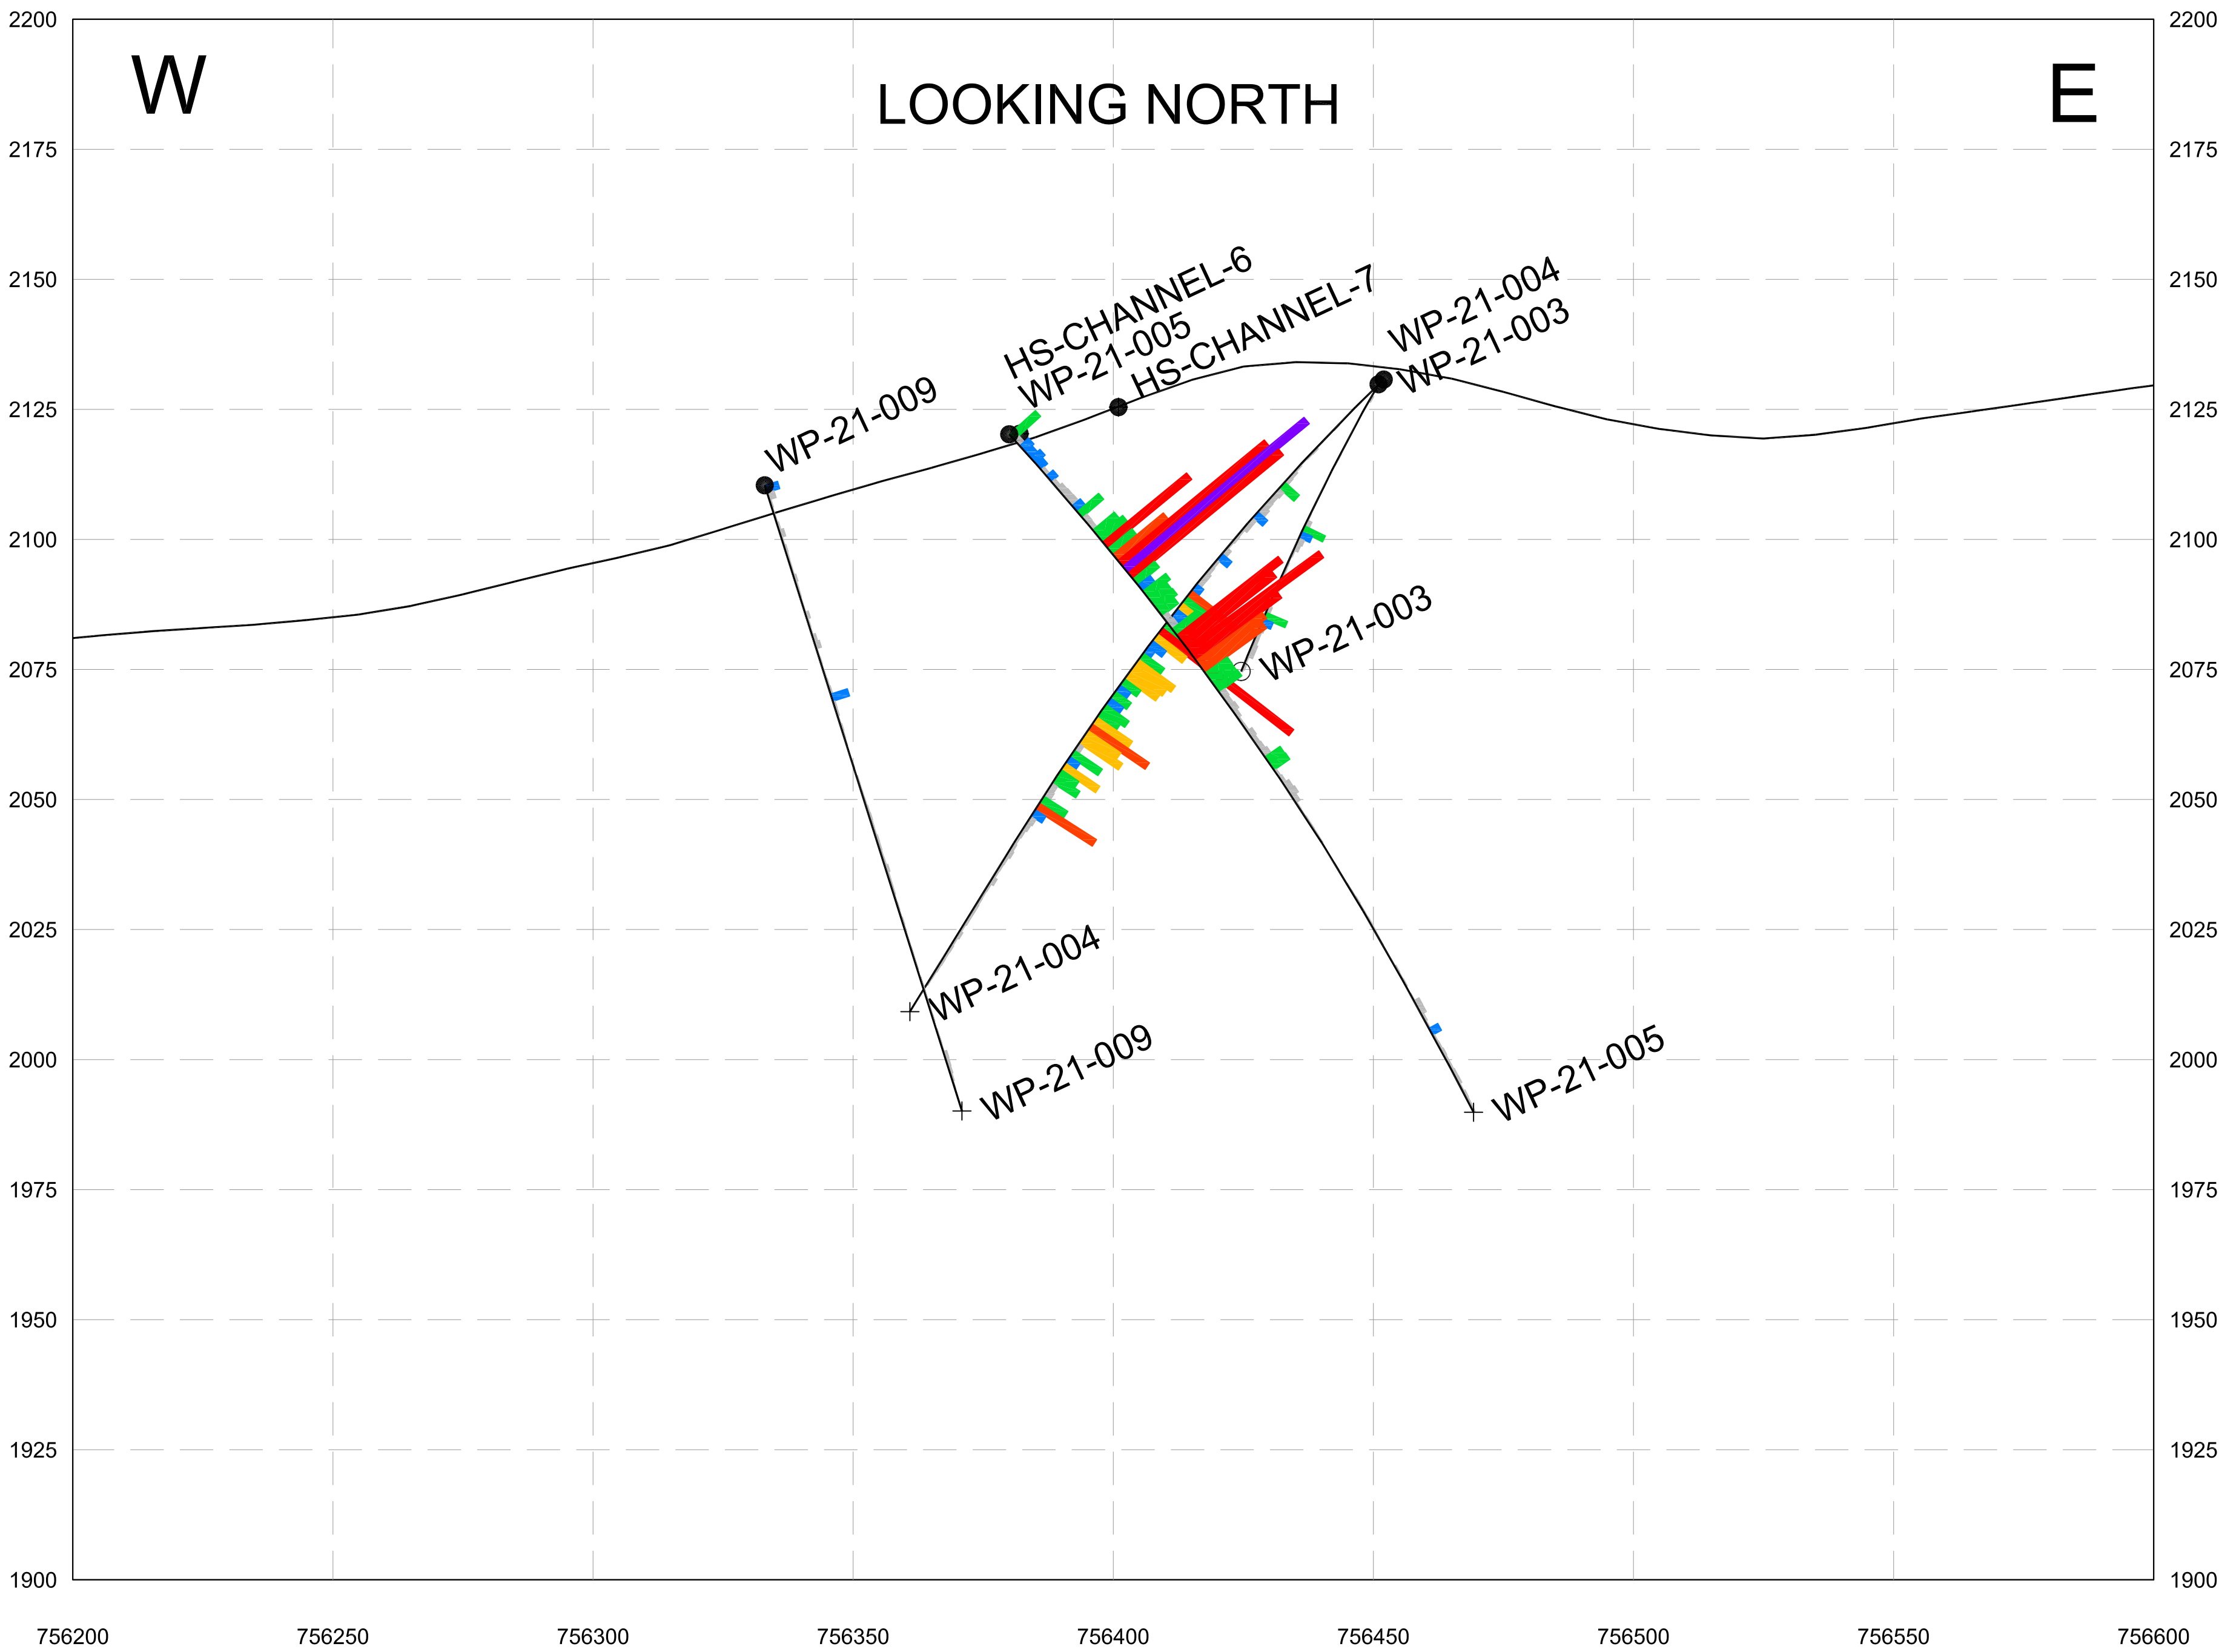 2200 2200
W E
LOOKING NORTH
2175 2175
2150 2150
HS-CHANNEL-6
WP-21-005
HS-CHANNEL-7
WP-21-004
WP-21-003
WP-21-009
2125 2125
2100 2100
WP-21-003
2075 2075
2050 2050
2025 2025
WP-21-004
2000 2000
WP-21-009
WP-21-005
1975 1975
1950 1950
1925 1925
1900 1900
756200 756250 756300 756350 756400 756450 756500 756550 756600